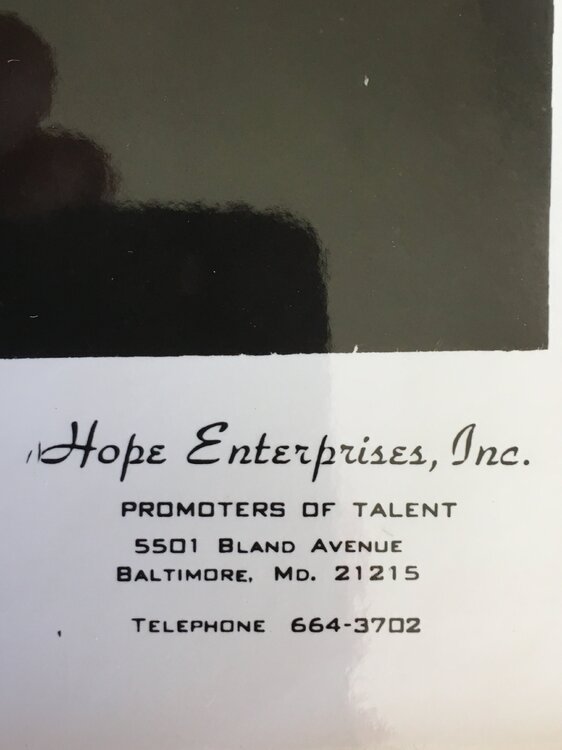 Hope Enterprises, Inc.
PROMOTERS OF TALENT
5501 BLAND AVENUE
BALTIMORE, MD. 21215
TELEPHONE 664-3702